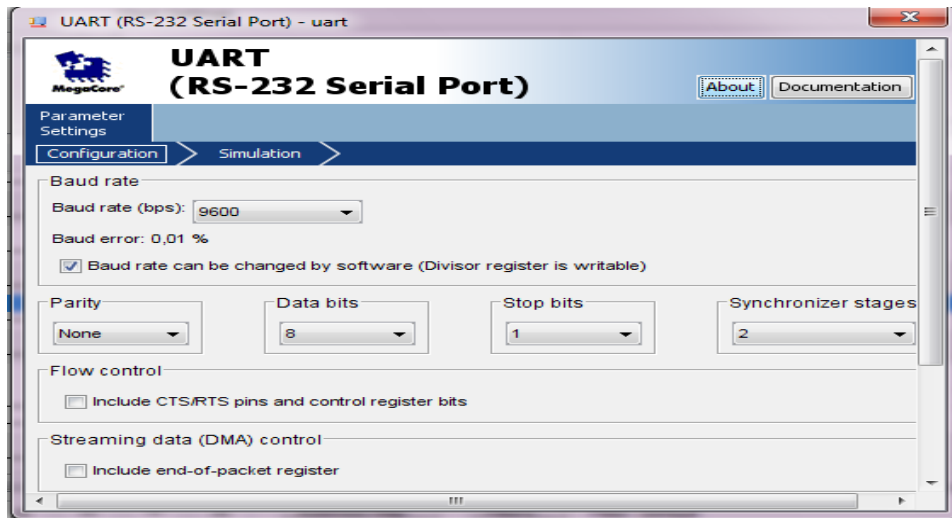 UART (RS-232 Serial Port) - uart
UART
(RS-232 Serial Port)
MegaCore®
About
Documentation
Parameter
Settings
Configuration
Simulation
Baud rate
Baud rate (bps): 9600
Baud error: 0,01 %
Baud rate can be changed by software (Divisor register is writable)
Parity
Data bits
Stop bits
Synchronizer stages
None
8
1
2
Flow control
Include CTS/RTS pins and control register bits
Streaming data (DMA) control
Include end-of-packet register